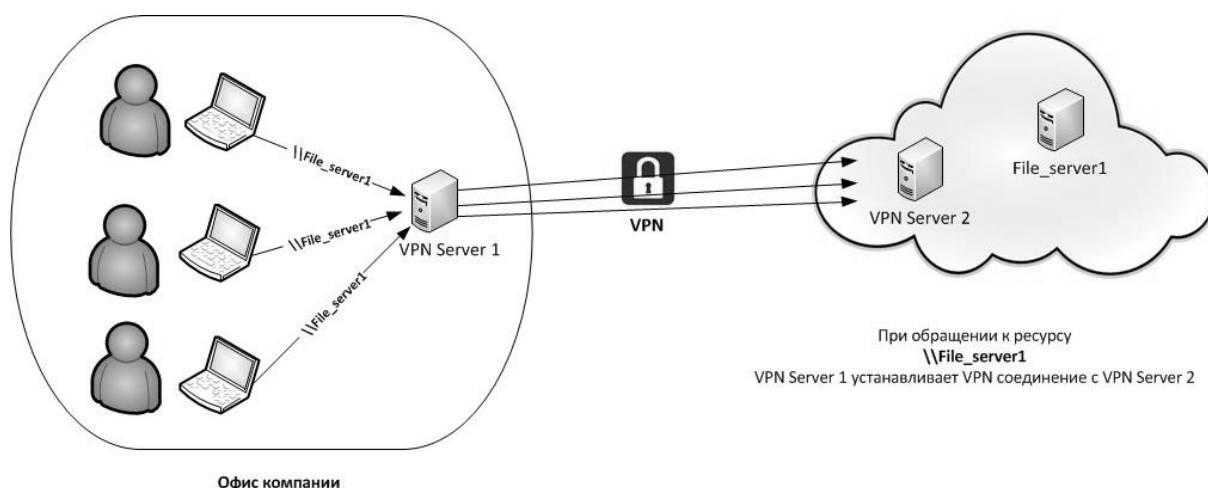 \\File_server1
\\File_server1
\\File_server1
VPN Server 1
VPN
VPN Server 2
File_server1
При обращении к ресурсу
\\File_server1
VPN Server 1 устанавливает VPN соединение с VPN Server 2
Офис компании